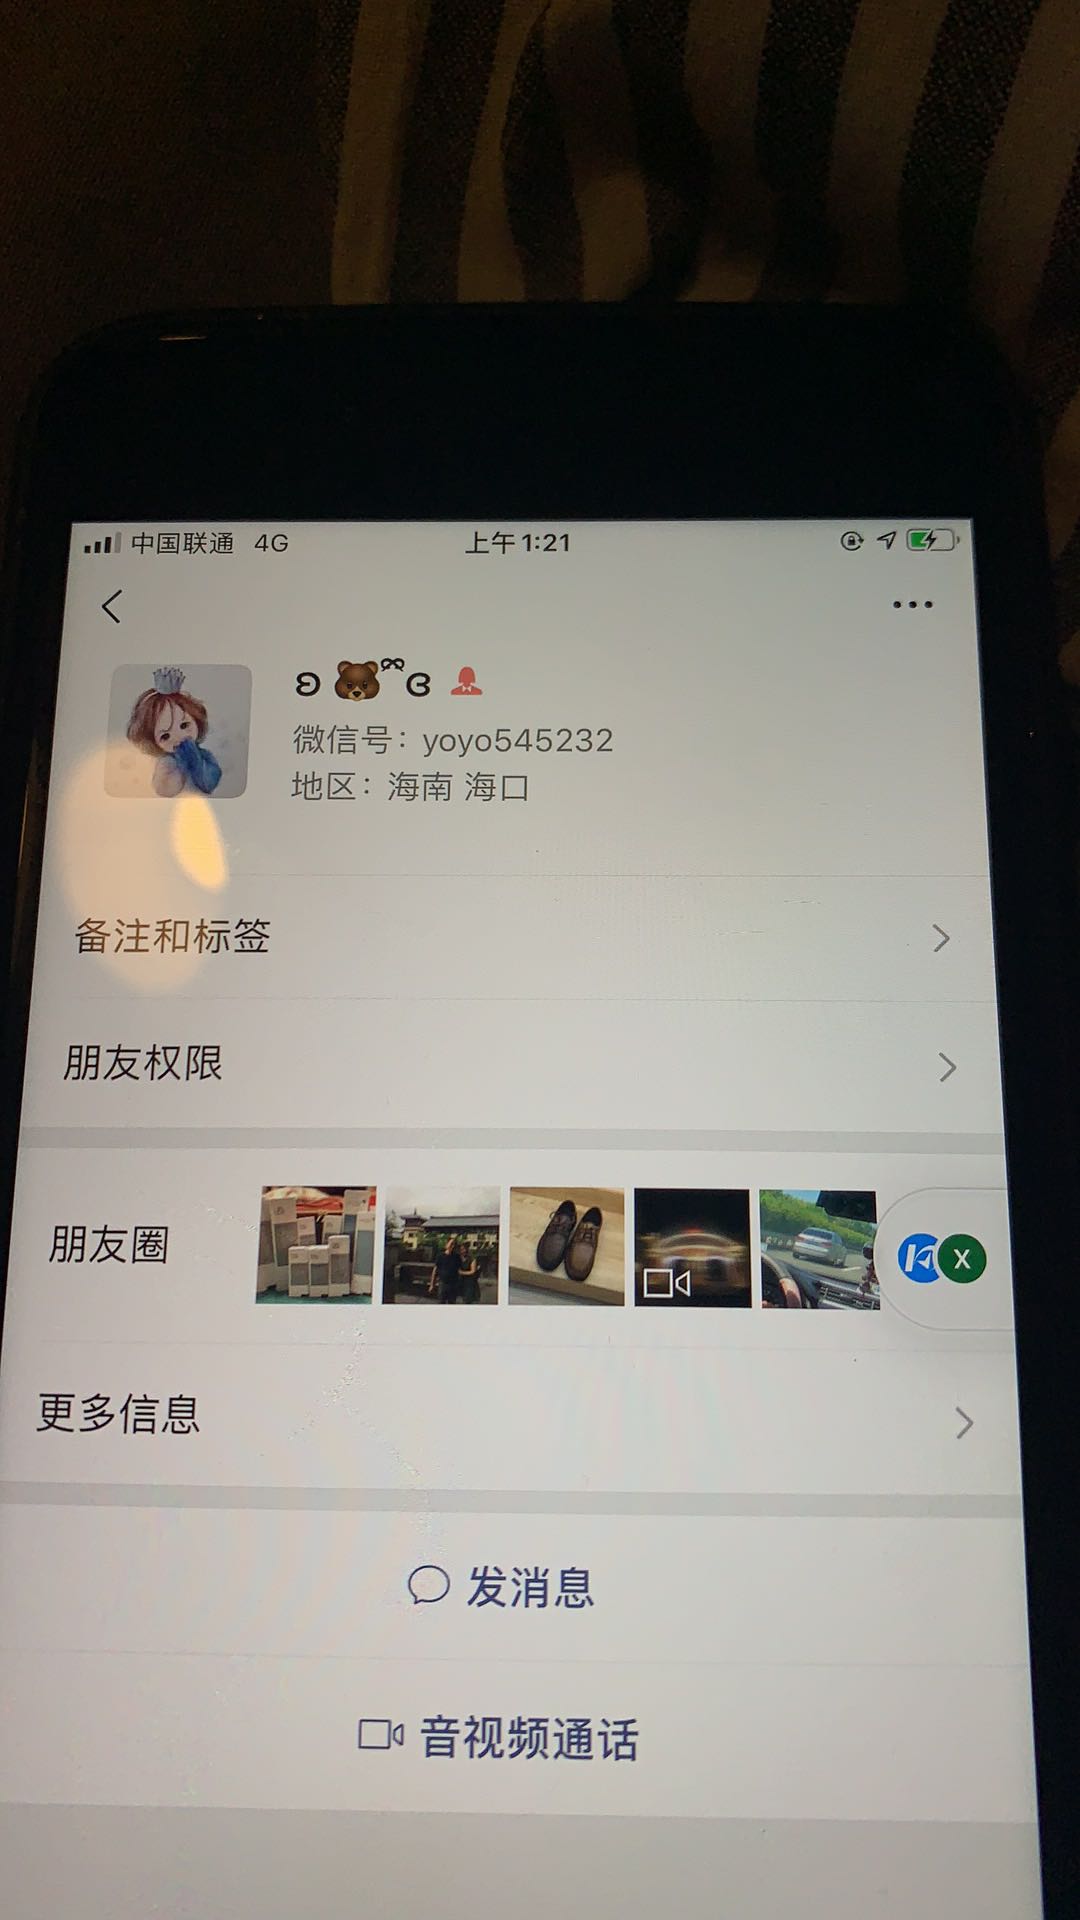 中国联通 4G 上午1:21
ʚ 🐻ྀི ɞ
微信号：yoyo545232
地区：海南 海口
备注和标签
朋友权限
朋友圈
X
更多信息
发消息
音视频通话